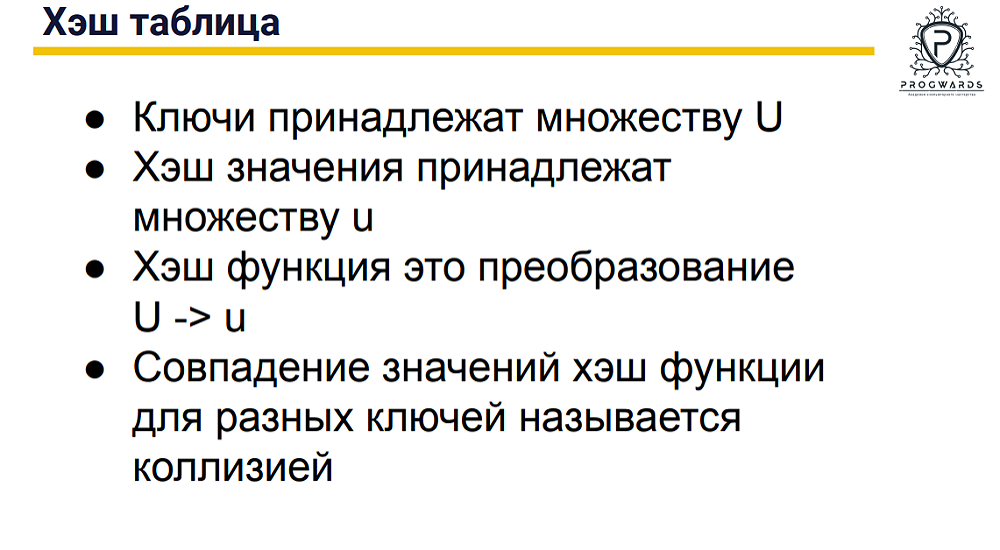 Хэш таблица
PROGWARDS
● Ключи принадлежат множеству U
● Хэш значения принадлежат
множеству u
● Хэш функция это преобразование
U -> u
● Совпадение значений хэш функции
для разных ключей называется
коллизией